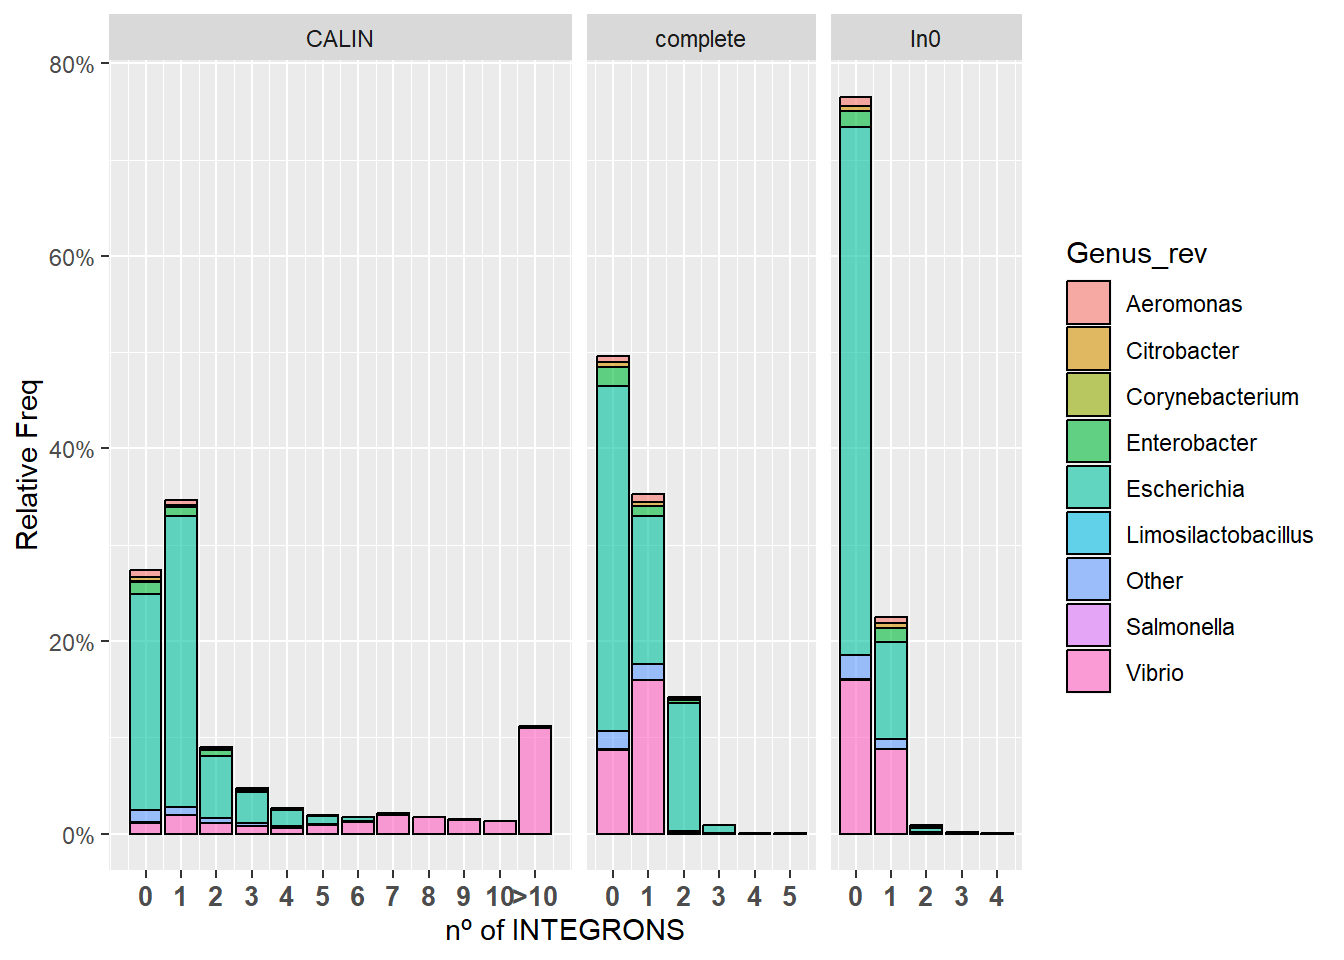 CALIN complete In0
80%
60%
40%
20%
0%
Relative Freq
0 1 2 3 4 5 6 7 8 9 10 >10 0 1 2 3 4 5 0 1 2 3 4
nº of INTEGRONS
Genus_rev
Aeromonas
Citrobacter
Corynebacterium
Enterobacter
Escherichia
Limosilactobacillus
Other
Salmonella
Vibrio